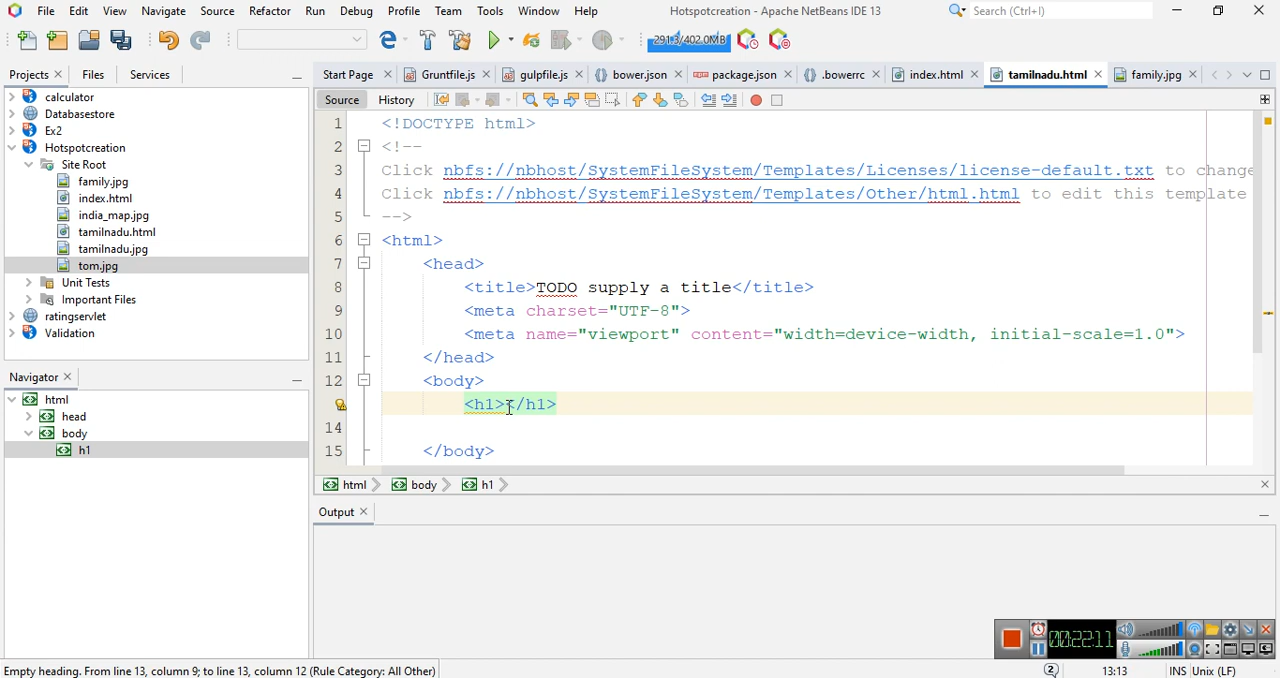 File Edit View Navigate Source Refactor Run Debug Profile Team Tools Window Help Hotspotcreation - Apache NetBeans IDE 13 Search (Ctrl+I)
291.3/402.0MB
Projects Files Services
Start Page Gruntfile.js gulpfile.js bower.json package.json .bowerrc index.html tamilnadu.html family.jpg
Source History
calculator
Databasestore
Ex2
Hotspotcreation
Site Root
family.jpg
index.html
india_map.jpg
tamilnadu.html
tamilnadu.jpg
tom.jpg
Unit Tests
Important Files
ratingservlet
Validation
1 <!DOCTYPE html>
2 <!--
3 Click nbfs://nbhost/SystemFileSystem/Templates/Licenses/license-default.txt to change
4 Click nbfs://nbhost/SystemFileSystem/Templates/Other/html.html to edit this template
5 -->
6 <html>
7 <head>
8 <title>TODO supply a title</title>
9 <meta charset="UTF-8">
10 <meta name="viewport" content="width=device-width, initial-scale=1.0">
11 </head>
12 <body>
<h1></h1>
14
15 </body>
html body h1
Navigator
html
head
body
h1
Output
00:22:11
Empty heading. From line 13, column 9; to line 13, column 12 (Rule Category: All Other)
2 13:13 INS Unix (LF)